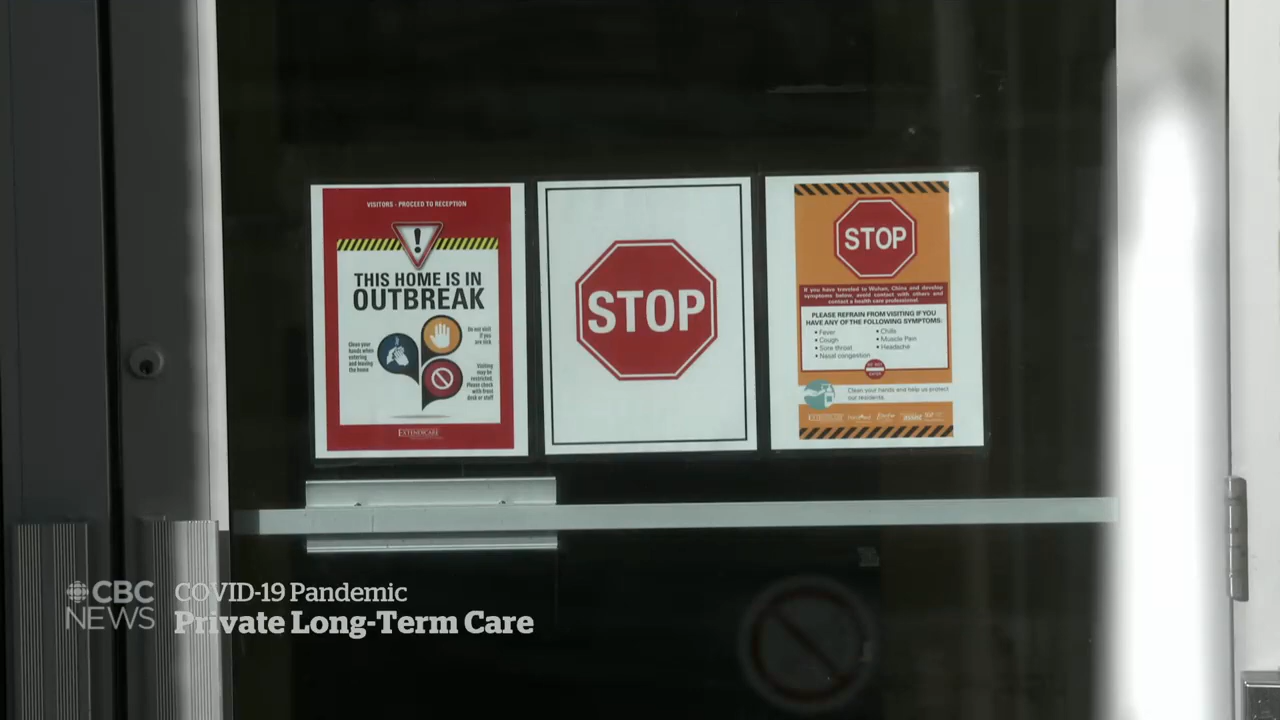 VISITORS - PROCEED TO RECEPTION
!
THIS HOME IS IN
OUTBREAK
Clean your
hands when
entering
and leaving
the home
Do not visit
if you
are sick
Visiting
may be
restricted.
Please check
with front
desk or staff
EXTENDICARE
STOP
STOP
If you have traveled to Wuhan, China and develop
symptoms below, avoid contact with others and
contact a health care professional.
PLEASE REFRAIN FROM VISITING IF YOU
HAVE ANY OF THE FOLLOWING SYMPTOMS:
• Fever
• Cough
• Sore throat
• Nasal congestion
• Chills
• Muscle Pain
• Headache
Clean your hands and help us protect
our residents.
EXTENDICARE
CBC
NEWS
COVID-19 Pandemic
Private Long-Term Care